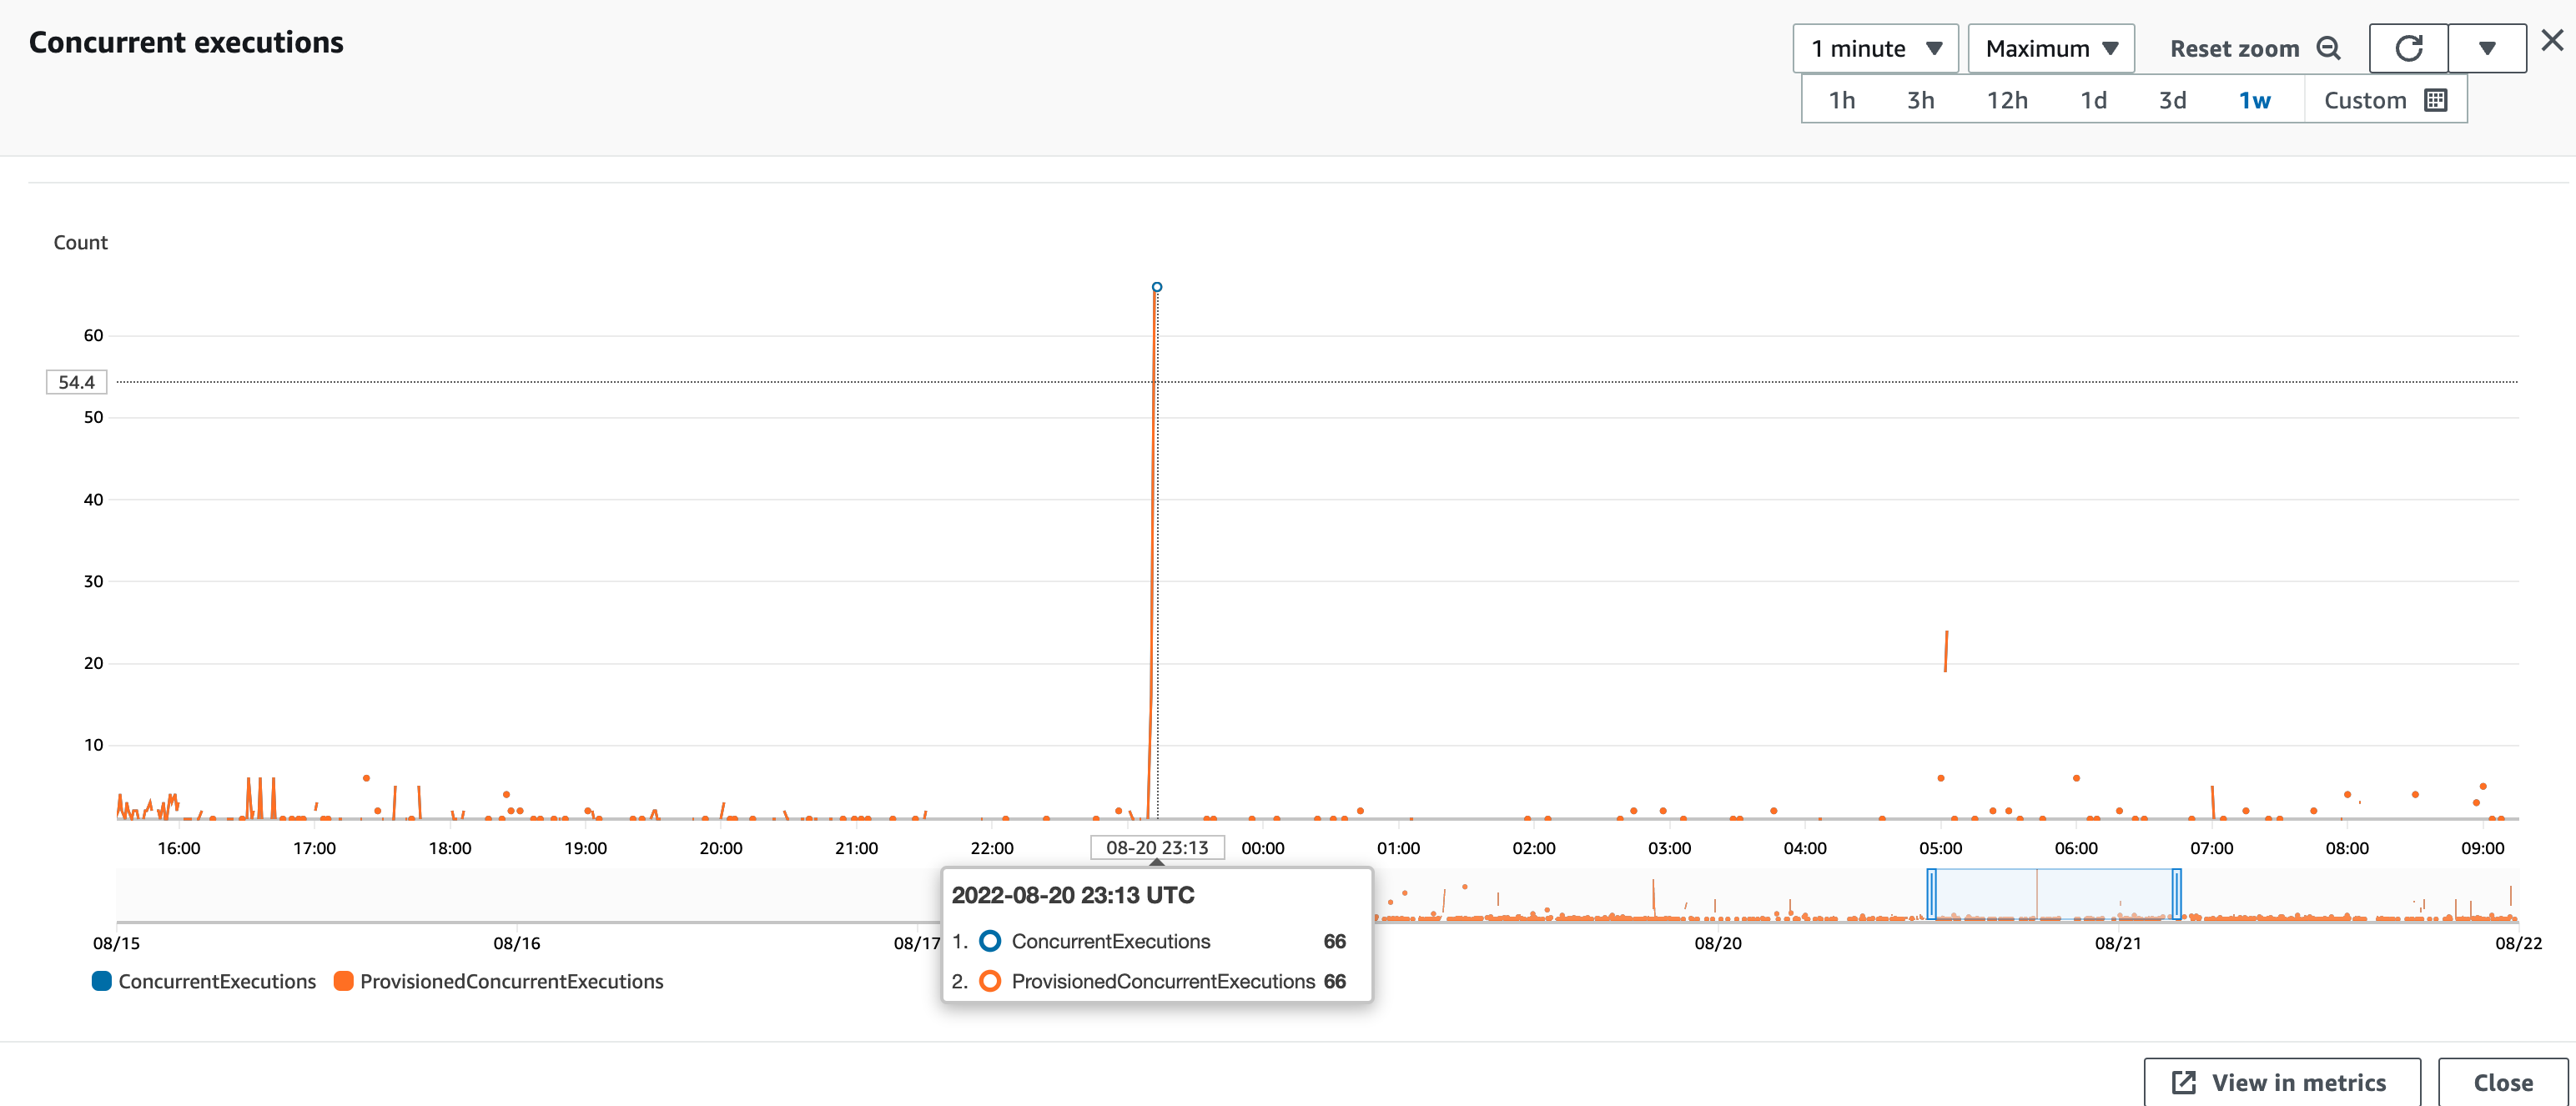 Concurrent executions
1 minute Maximum Reset zoom
1h 3h 12h 1d 3d 1w Custom
Count
60
54.4
50
40
30
20
10
16:00 17:00 18:00 19:00 20:00 21:00 22:00 08-20 23:13 00:00 01:00 02:00 03:00 04:00 05:00 06:00 07:00 08:00 09:00
2022-08-20 23:13 UTC
1. ConcurrentExecutions 66
2. ProvisionedConcurrentExecutions 66
08/15 08/16 08/17 08/20 08/21 08/22
ConcurrentExecutions ProvisionedConcurrentExecutions
View in metrics Close